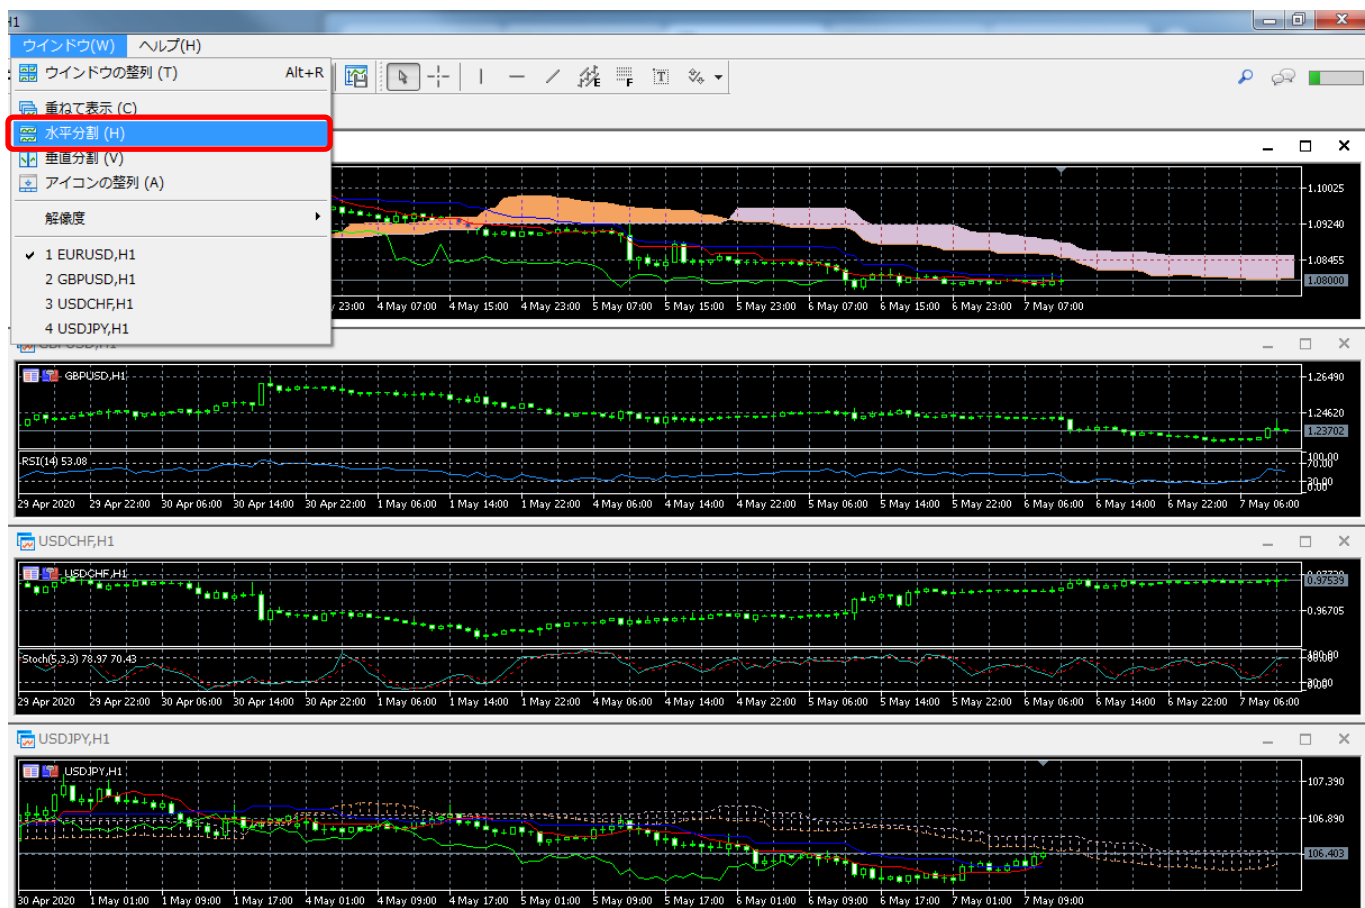 H1
ウインドウ(W) ヘルプ(H)
ウインドウの整列 (T) Alt+R
重ねて表示 (C)
水平分割 (H)
垂直分割 (V)
アイコンの整列 (A)
解像度
1 EURUSD,H1
2 GBPUSD,H1
3 USDCHF,H1
4 USDJPY,H1
E F T
1.10025
1.09240
1.08455
1.08000
23:00 4 May 07:00 4 May 15:00 4 May 23:00 5 May 07:00 5 May 15:00 5 May 23:00 6 May 07:00 6 May 15:00 6 May 23:00 7 May 07:00
GBPUSD,H1
GBPUSD,H1
1.26490
1.24620
1.23702
RSI(14) 53.08
100.00
70.00
30.00
0.00
29 Apr 2020 29 Apr 22:00 30 Apr 06:00 30 Apr 14:00 30 Apr 22:00 1 May 06:00 1 May 14:00 1 May 22:00 4 May 06:00 4 May 14:00 4 May 22:00 5 May 06:00 5 May 14:00 5 May 22:00 6 May 06:00 6 May 14:00 6 May 22:00 7 May 06:00
USDCHF,H1
USDCHF,H1
0.97539
0.96705
Stoch(5,3,3) 78.97 70.43
29 Apr 2020 29 Apr 22:00 30 Apr 06:00 30 Apr 14:00 30 Apr 22:00 1 May 06:00 1 May 14:00 1 May 22:00 4 May 06:00 4 May 14:00 4 May 22:00 5 May 06:00 5 May 14:00 5 May 22:00 6 May 06:00 6 May 14:00 6 May 22:00 7 May 06:00
USDJPY,H1
USDJPY,H1
107.390
106.890
106.403
30 Apr 2020 1 May 01:00 1 May 09:00 1 May 17:00 4 May 01:00 4 May 09:00 4 May 17:00 5 May 01:00 5 May 09:00 5 May 17:00 6 May 01:00 6 May 09:00 6 May 17:00 7 May 01:00 7 May 09:00